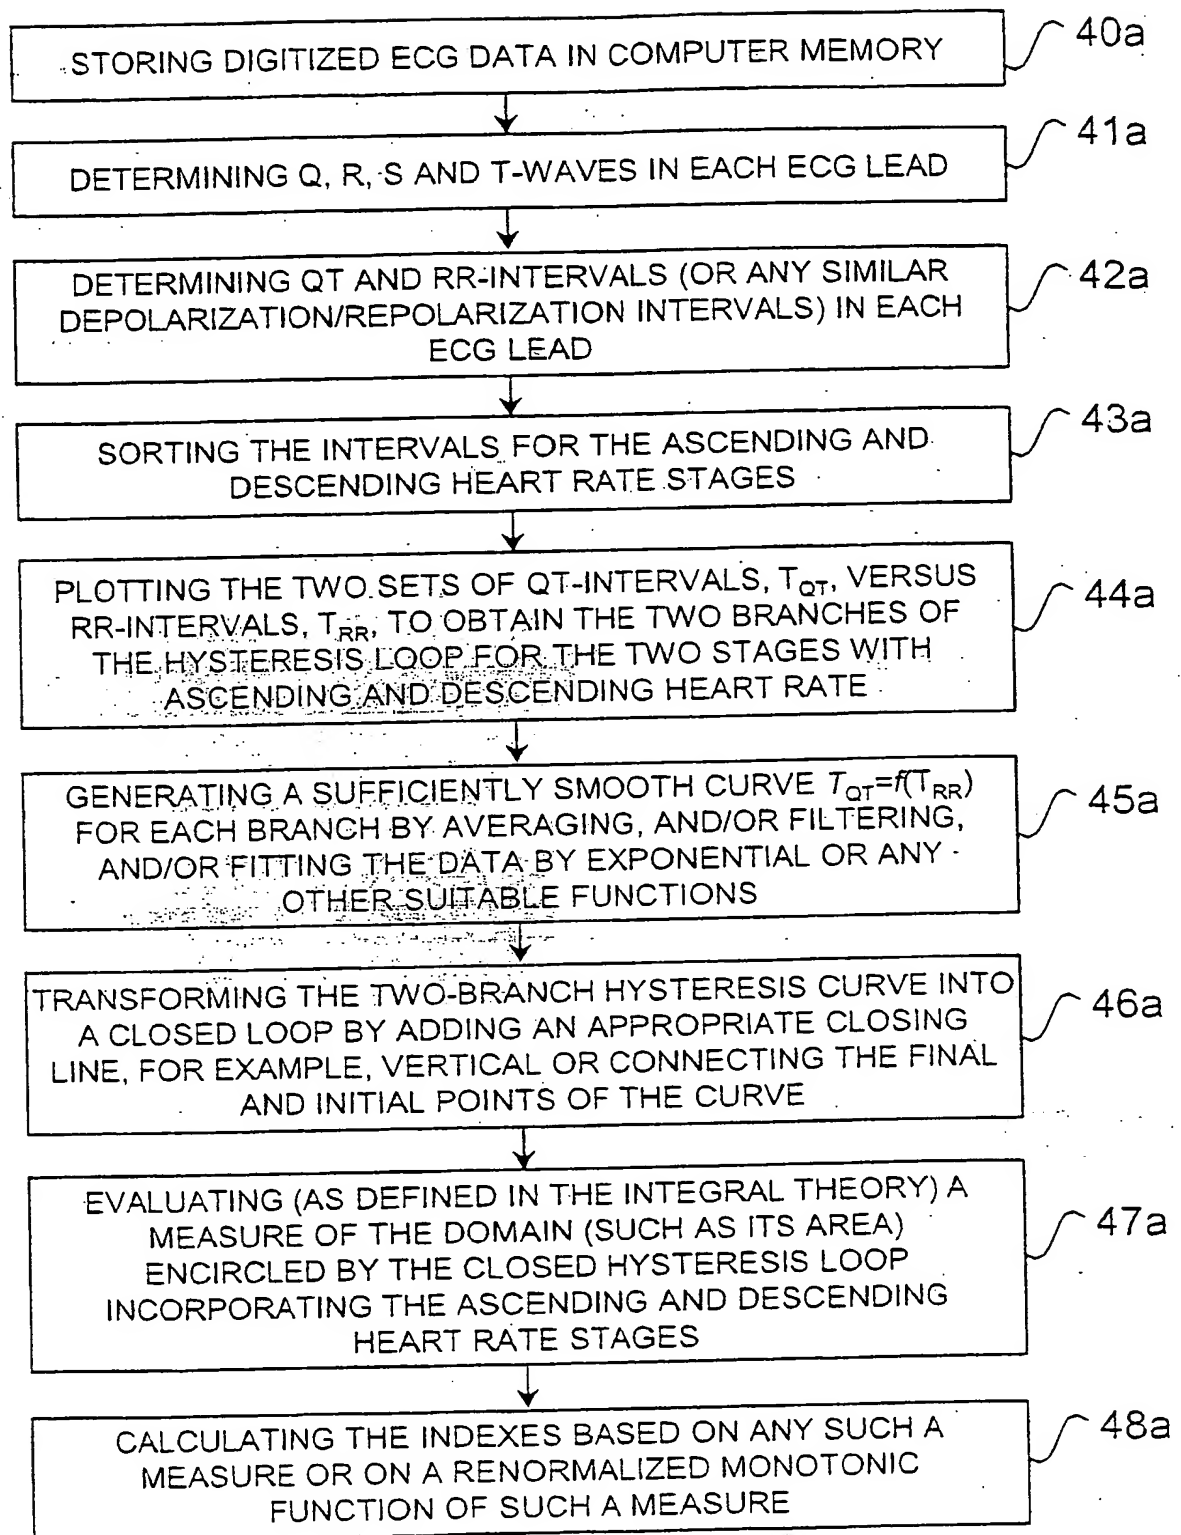 STORING DIGITIZED ECG DATA IN COMPUTER MEMORY
40a
DETERMINING Q, R, S AND T-WAVES IN EACH ECG LEAD
41a
DETERMINING QT AND RR-INTERVALS (OR ANY SIMILAR
DEPOLARIZATION/REPOLARIZATION INTERVALS) IN EACH
ECG LEAD
42a
SORTING THE INTERVALS FOR THE ASCENDING AND
DESCENDING HEART RATE STAGES
43a
PLOTTING THE TWO SETS OF QT-INTERVALS, TQT, VERSUS
RR-INTERVALS, TRR, TO OBTAIN THE TWO BRANCHES OF
THE HYSTERESIS LOOP FOR THE TWO STAGES WITH
ASCENDING AND DESCENDING HEART RATE
44a
GENERATING A SUFFICIENTLY SMOOTH CURVE TQT=f(TRR)
FOR EACH BRANCH BY AVERAGING, AND/OR FILTERING,
AND/OR FITTING THE DATA BY EXPONENTIAL OR ANY
OTHER SUITABLE FUNCTIONS
45a
TRANSFORMING THE TWO-BRANCH HYSTERESIS CURVE INTO
A CLOSED LOOP BY ADDING AN APPROPRIATE CLOSING
LINE, FOR EXAMPLE, VERTICAL OR CONNECTING THE FINAL
AND INITIAL POINTS OF THE CURVE
46a
EVALUATING (AS DEFINED IN THE INTEGRAL THEORY) A
MEASURE OF THE DOMAIN (SUCH AS ITS AREA)
ENCIRCLED BY THE CLOSED HYSTERESIS LOOP
INCORPORATING THE ASCENDING AND DESCENDING
HEART RATE STAGES
47a
CALCULATING THE INDEXES BASED ON ANY SUCH A
MEASURE OR ON A RENORMALIZED MONOTONIC
FUNCTION OF SUCH A MEASURE
48a